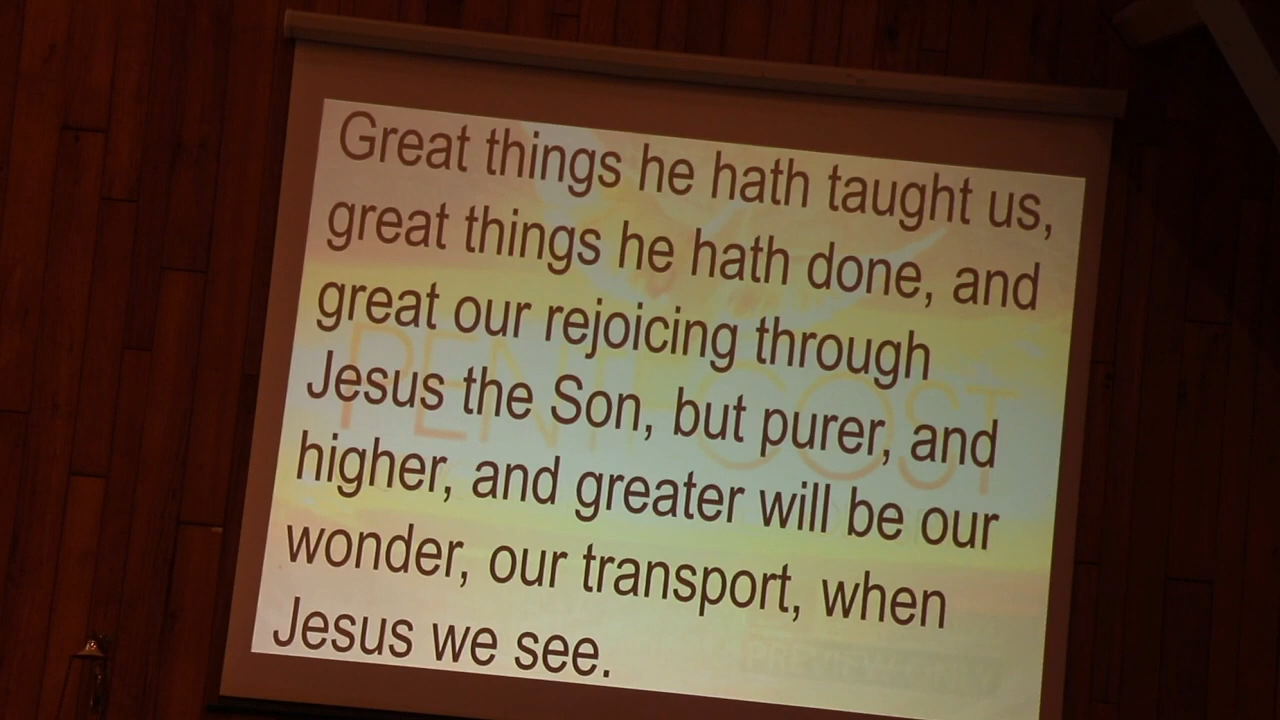 Great things he hath taught us,
great things he hath done, and
great our rejoicing through
Jesus the Son, but purer, and
higher, and greater will be our
wonder, our transport, when
Jesus we see.
PENTECOST